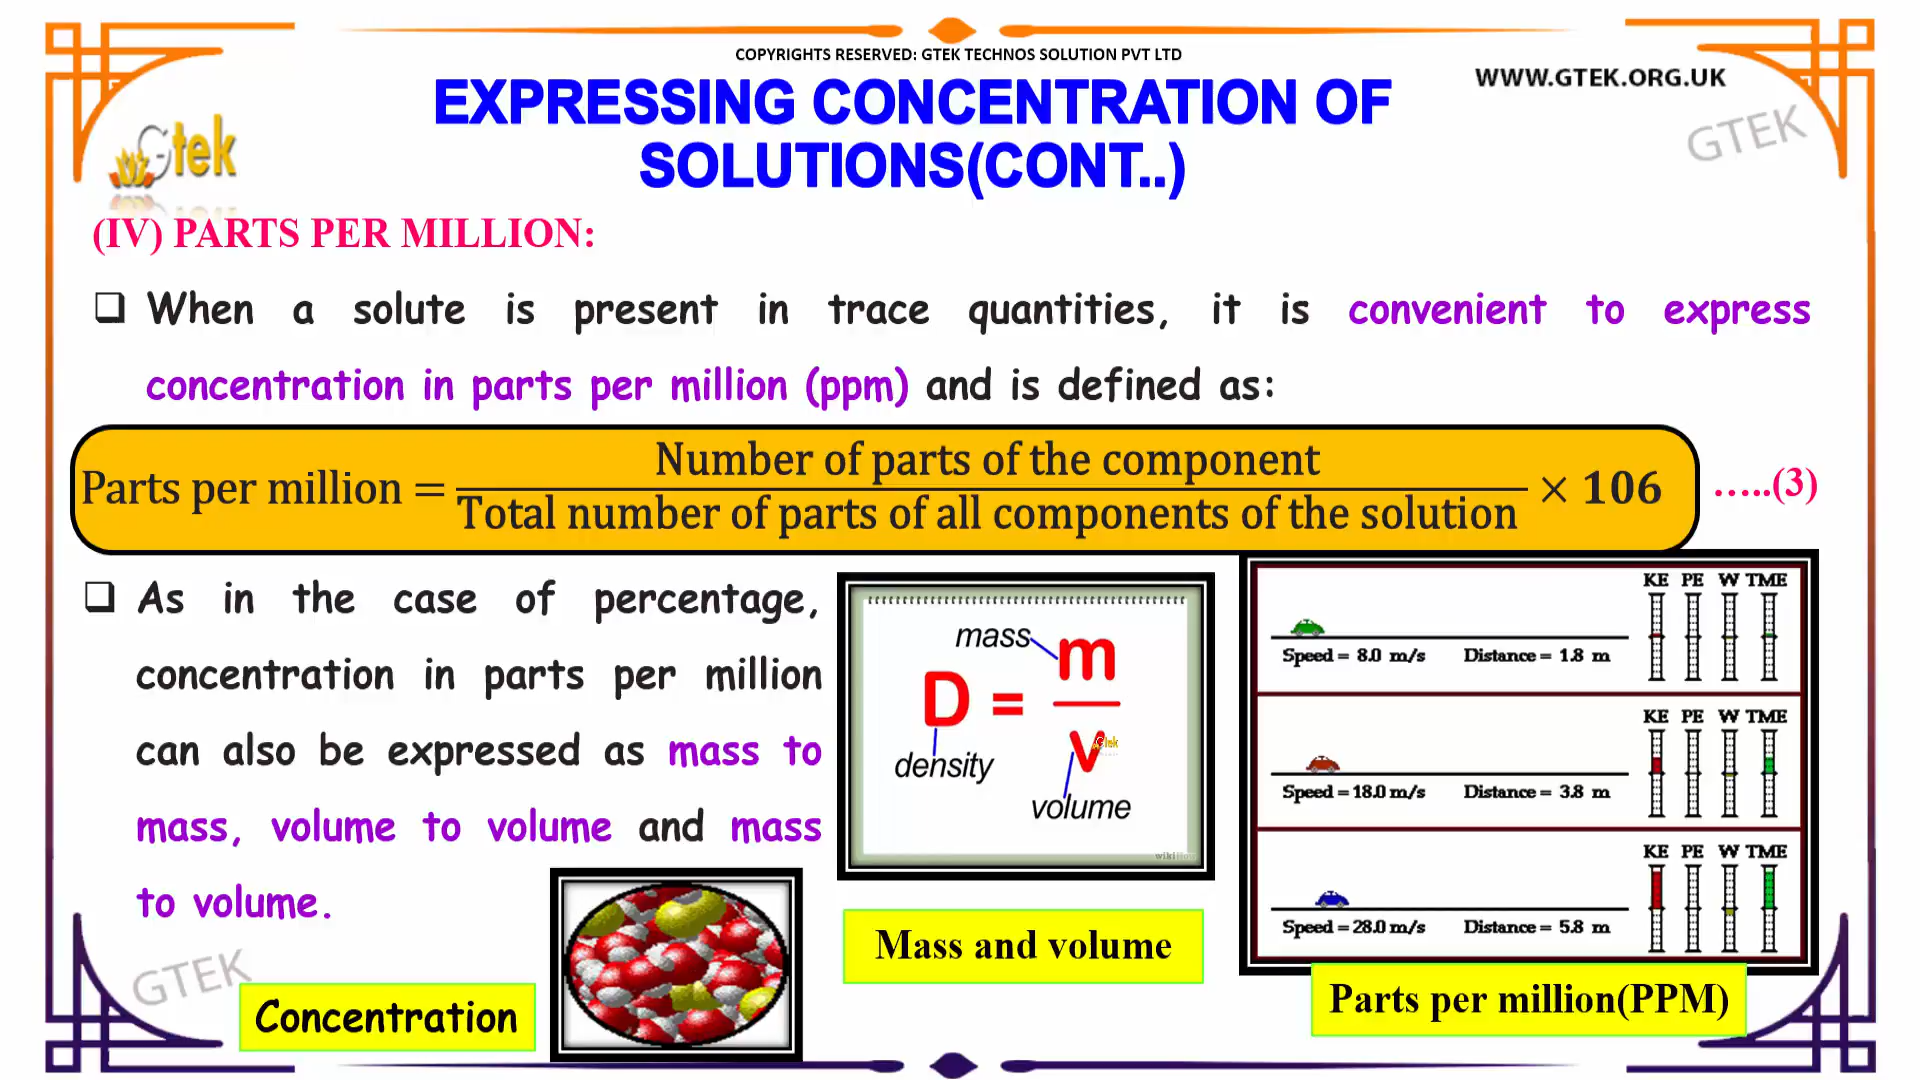 COPYRIGHTS RESERVED: GTEK TECHNOS SOLUTION PVT LTD
WWW.GTEK.ORG.UK
EXPRESSING CONCENTRATION OF
SOLUTIONS(CONT..)
GTEK
Gtek
(IV) PARTS PER MILLION:
❑ When a solute is present in trace quantities, it is convenient to express
concentration in parts per million (ppm) and is defined as:
Parts per million = Number of parts of the component / Total number of parts of all components of the solution × 106 .....(3)
❑ As in the case of percentage,
concentration in parts per million
can also be expressed as mass to
mass, volume to volume and mass
to volume.
mass
D = m / v
Gtek
density
volume
wikiHow
KE PE W TME
Speed = 8.0 m/s Distance = 1.8 m
KE PE W TME
Speed = 18.0 m/s Distance = 3.8 m
KE PE W TME
Speed = 28.0 m/s Distance = 5.8 m
GTEK
Concentration
Mass and volume
Parts per million(PPM)